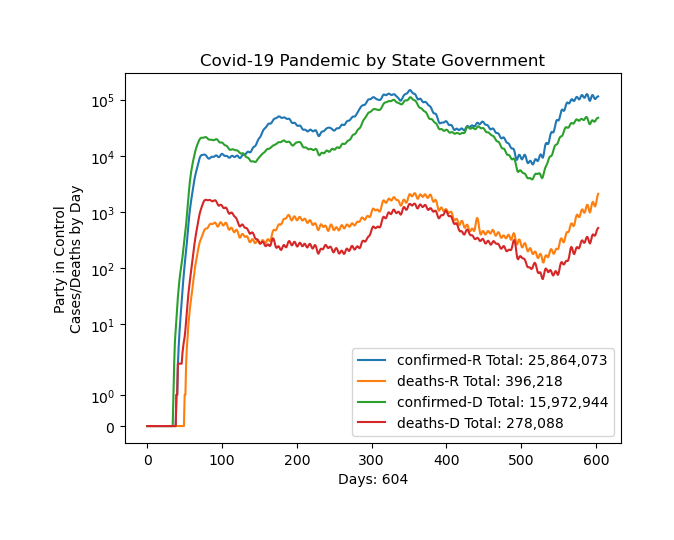 Covid-19 Pandemic by State Government
Party in Control
Cases/Deaths by Day
10^5
10^4
10^3
10^2
10^1
10^0
0
confirmed-R Total: 25,864,073
deaths-R Total: 396,218
confirmed-D Total: 15,972,944
deaths-D Total: 278,088
0 100 200 300 400 500 600
Days: 604